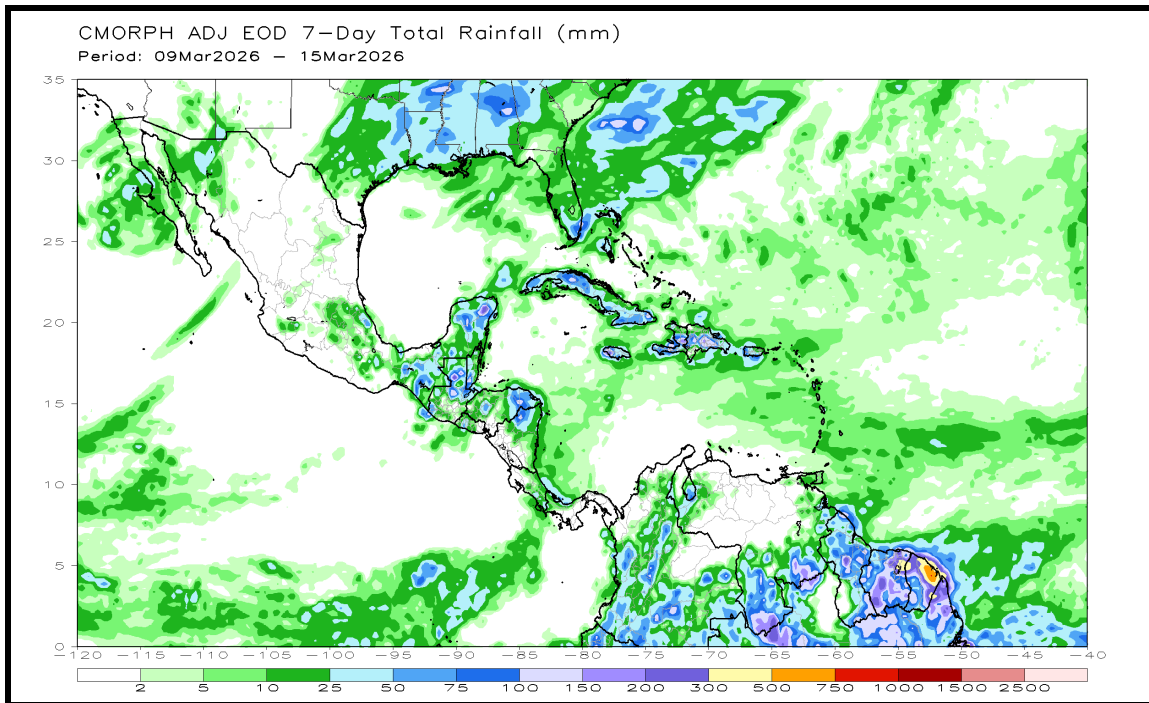 CMORPH ADJ EOD 7-Day Total Rainfall (mm)
Period: 09Mar2026 - 15Mar2026
35
30
25
20
15
10
5
0
-120 -115 -110 -105 -100 -95 -90 -85 -80 -75 -70 -65 -60 -55 -50 -45 -40
2 5 10 25 50 75 100 150 200 300 500 750 1000 1500 2500